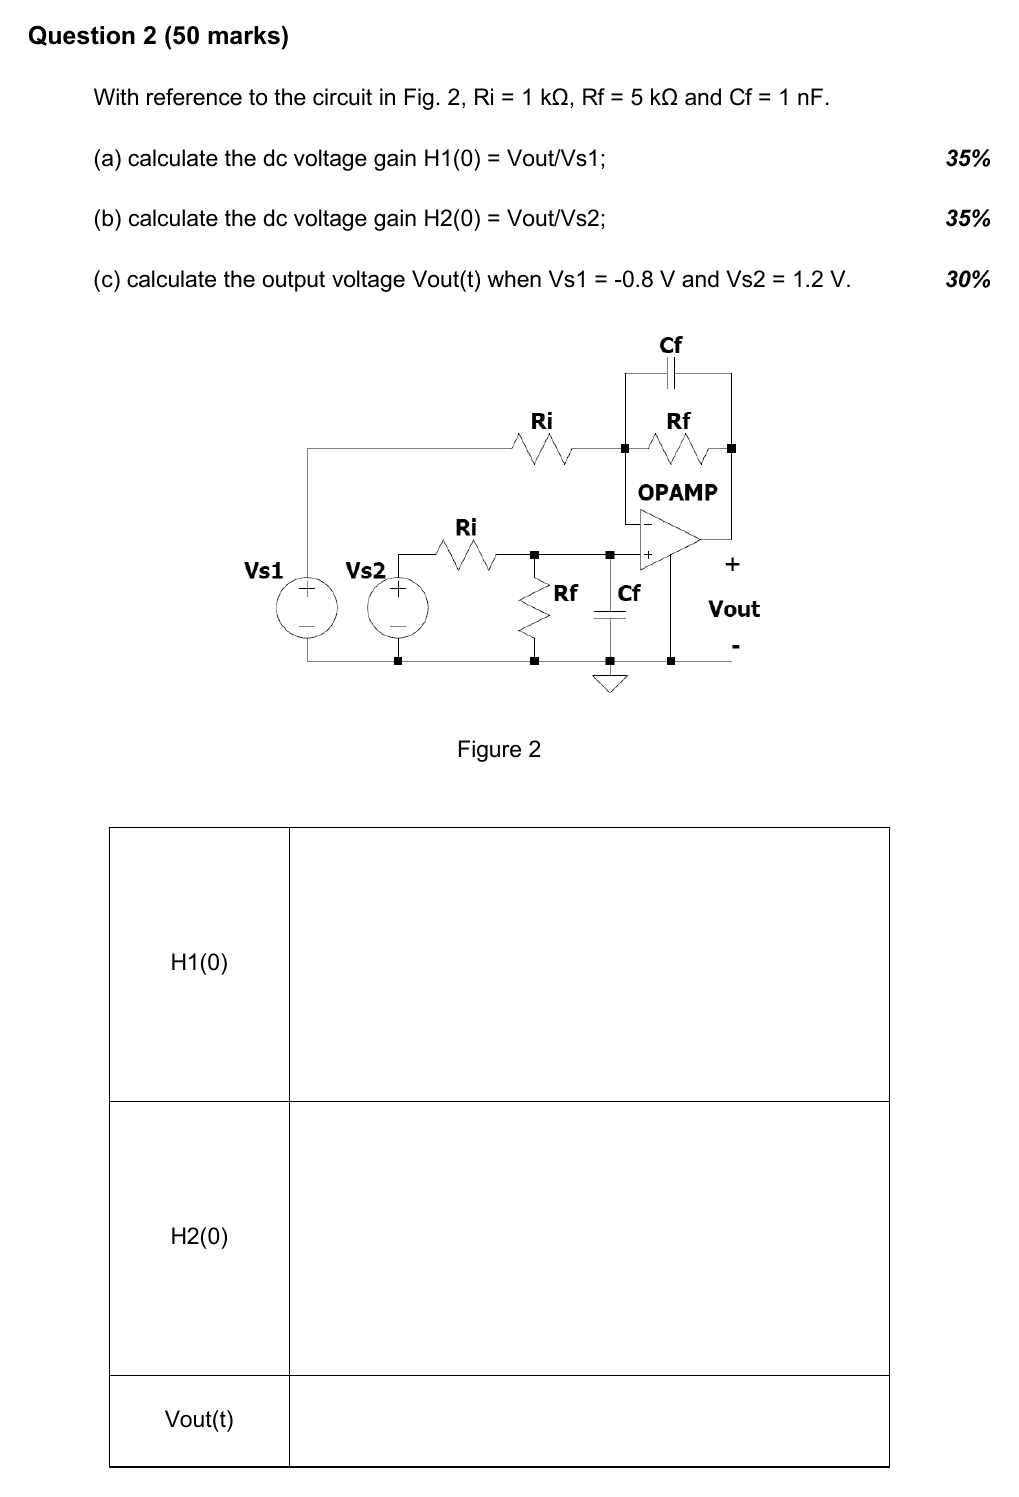 Question 2 (50 marks)
With reference to the circuit in Fig. 2, Ri = 1 kΩ, Rf = 5 kΩ and Cf = 1 nF.
(a) calculate the dc voltage gain H1(0) = Vout/Vs1; 35%
(b) calculate the dc voltage gain H2(0) = Vout/Vs2; 35%
(c) calculate the output voltage Vout(t) when Vs1 = -0.8 V and Vs2 = 1.2 V. 30%
Cf
Ri Rf
OPAMP
Ri
Vs1 Vs2
Rf Cf
+
Vout
-
Figure 2
H1(0)
H2(0)
Vout(t)